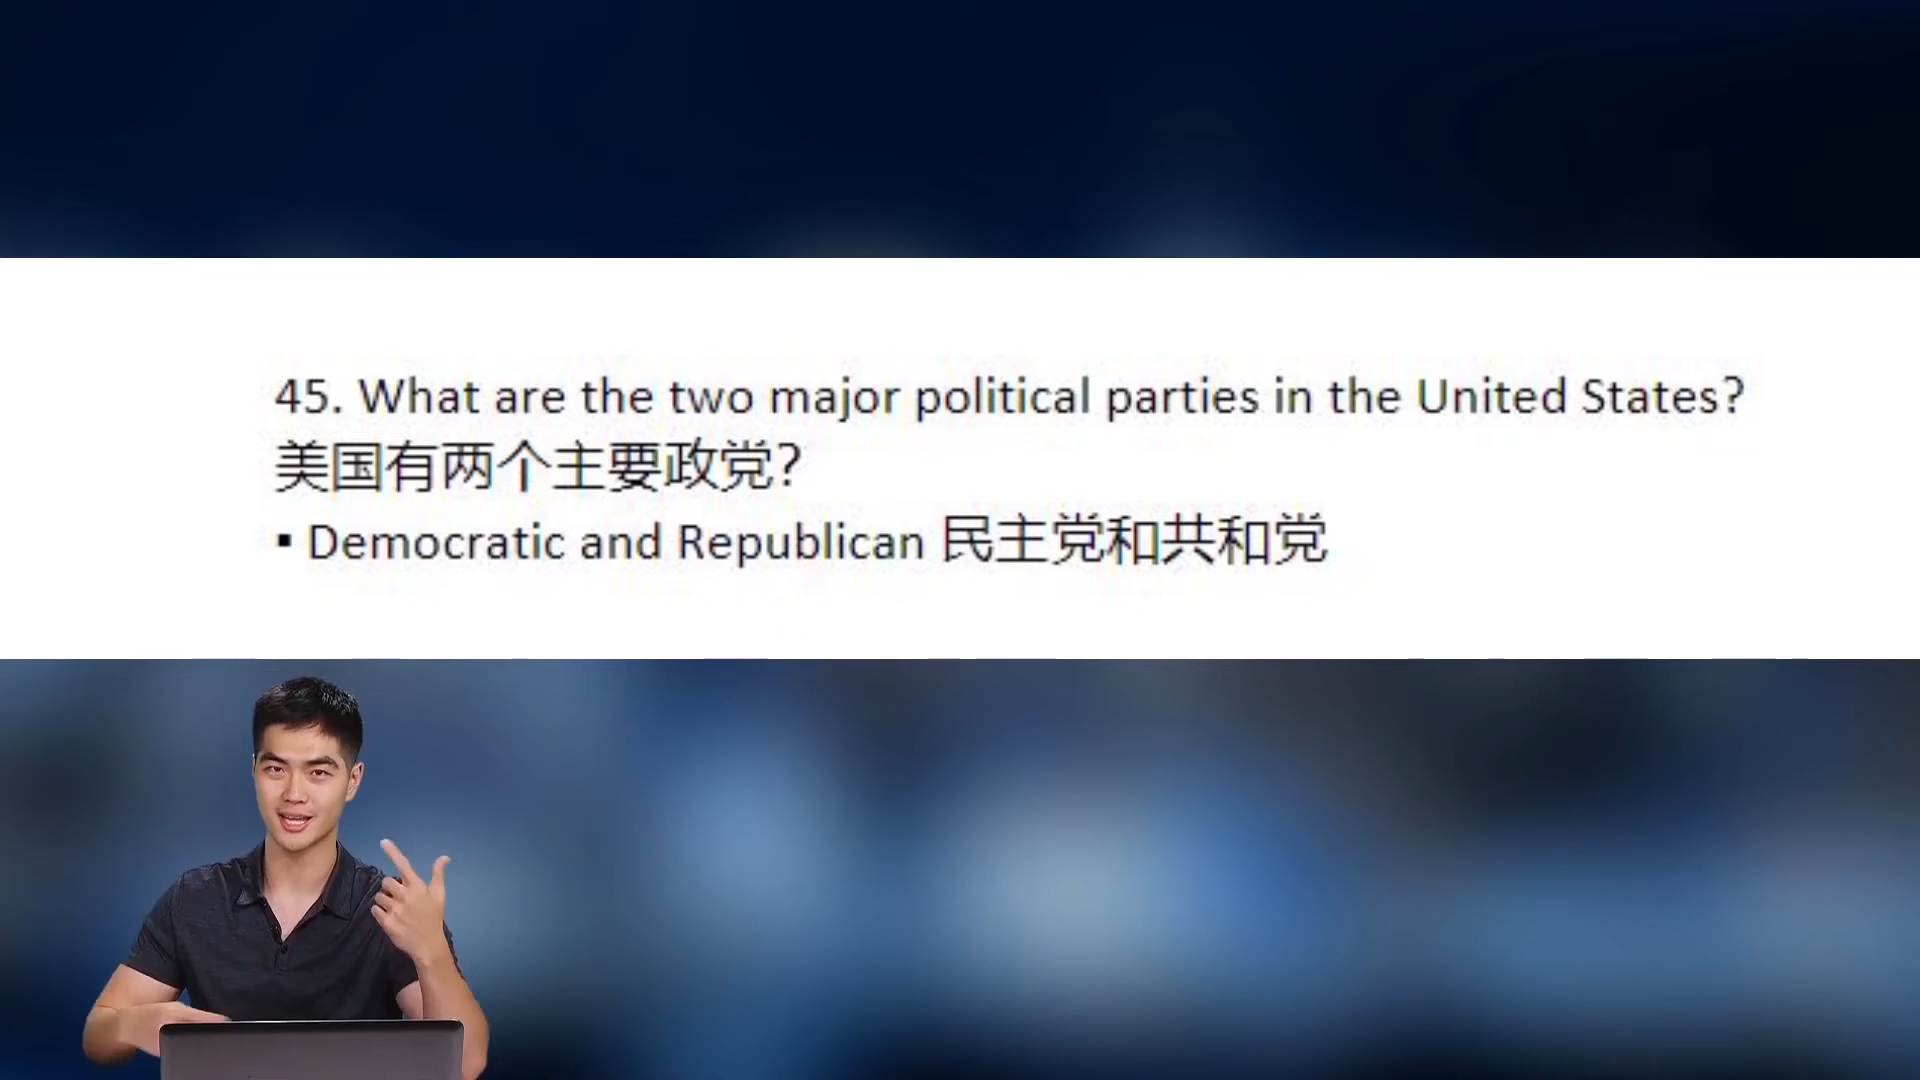 45. What are the two major political parties in the United States?
美国有两个主要政党?
▪ Democratic and Republican 民主党和共和党